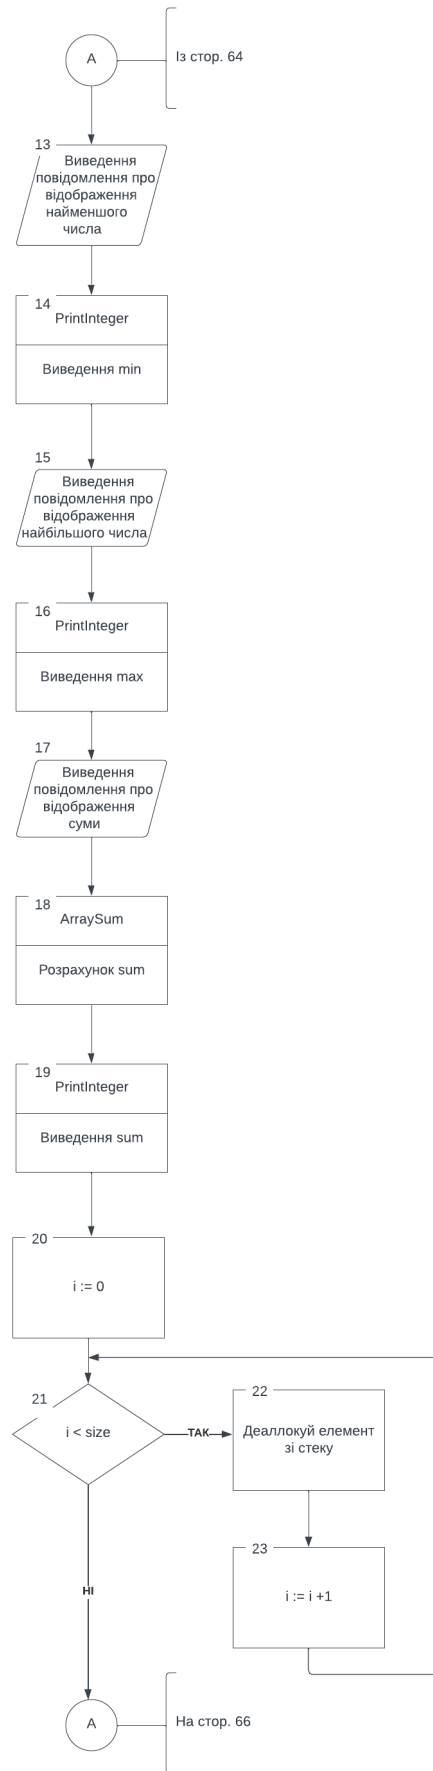 А
Із стор. 64
13
Виведення
повідомлення про
відображення
найменшого
числа
14
PrintInteger
Виведення min
15
Виведення
повідомлення про
відображення
найбільшого числа
16
PrintInteger
Виведення max
17
Виведення
повідомлення про
відображення
суми
18
ArraySum
Розрахунок sum
19
PrintInteger
Виведення sum
20
i := 0
21
i < size
ТАК
22
Деаллокуй елемент
зі стеку
23
i := i +1
НІ
А
На стор. 66